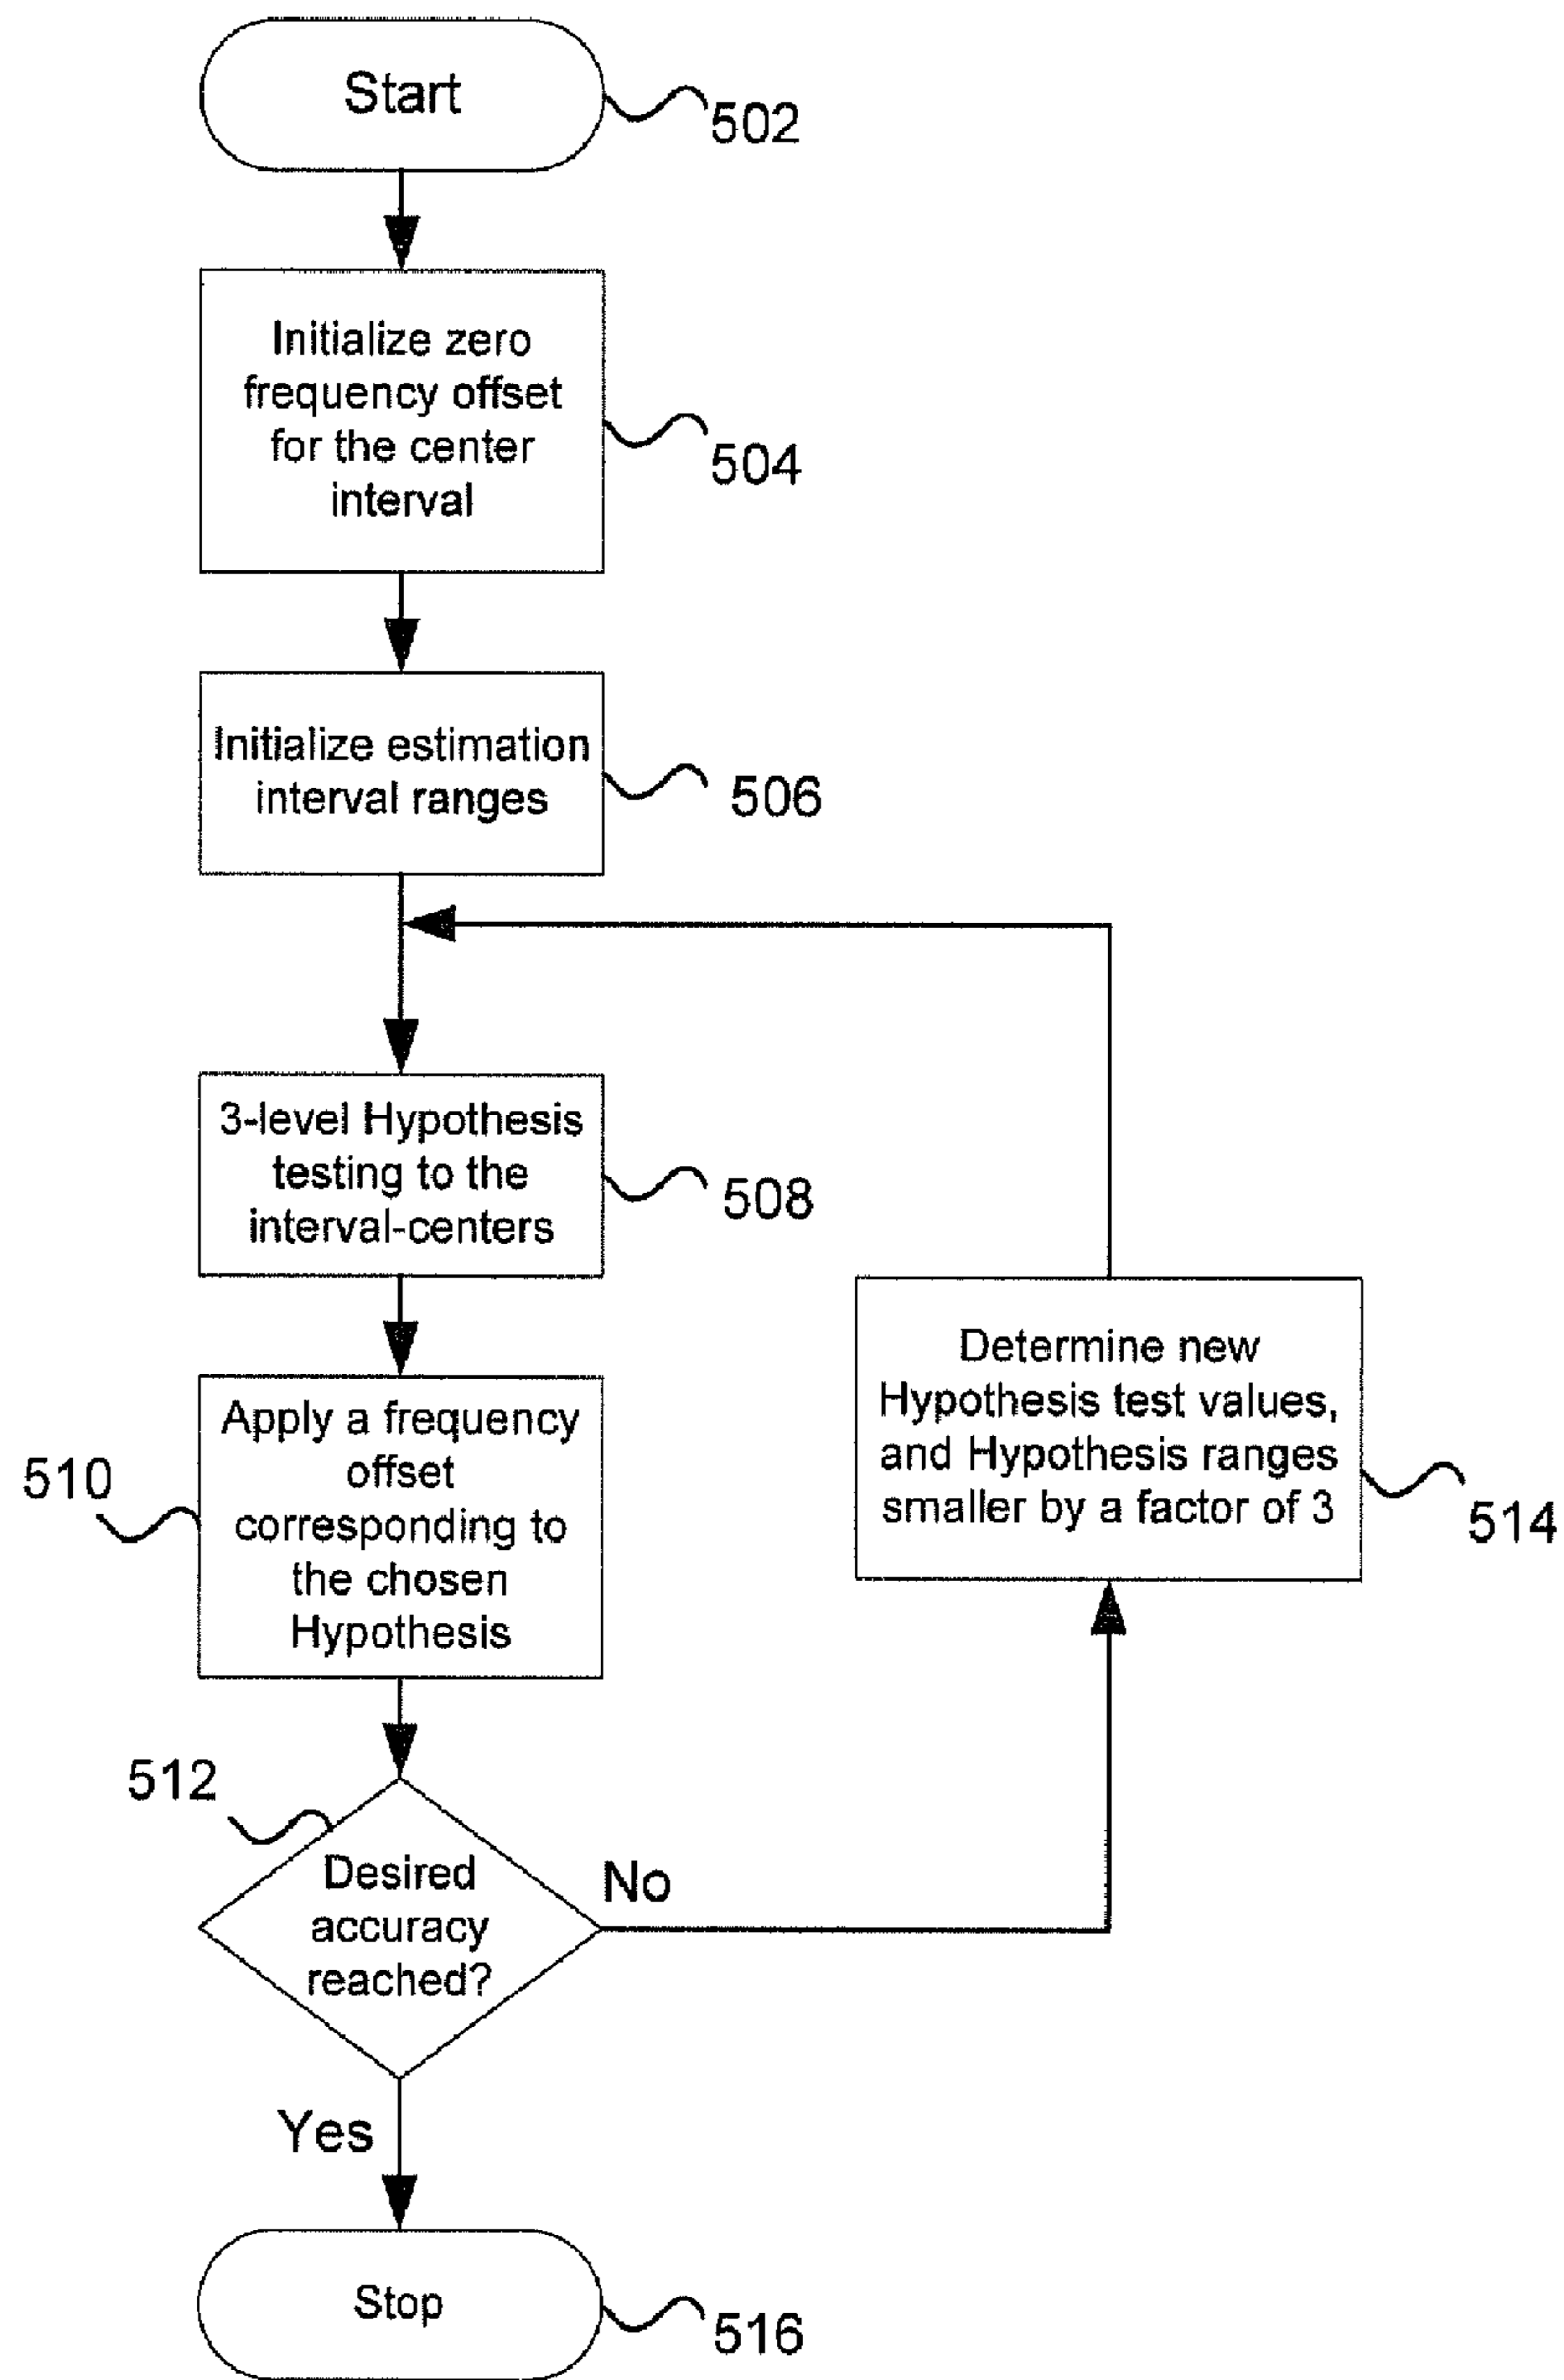 Start
502
Initialize zero
frequency offset
for the center
interval
504
Initialize estimation
interval ranges
506
3-level Hypothesis
testing to the
interval-centers
508
Apply a frequency
offset
corresponding to
the chosen
Hypothesis
510
Determine new
Hypothesis test values,
and Hypothesis ranges
smaller by a factor of 3
514
512
Desired
accuracy
reached?
No
Yes
Stop
516